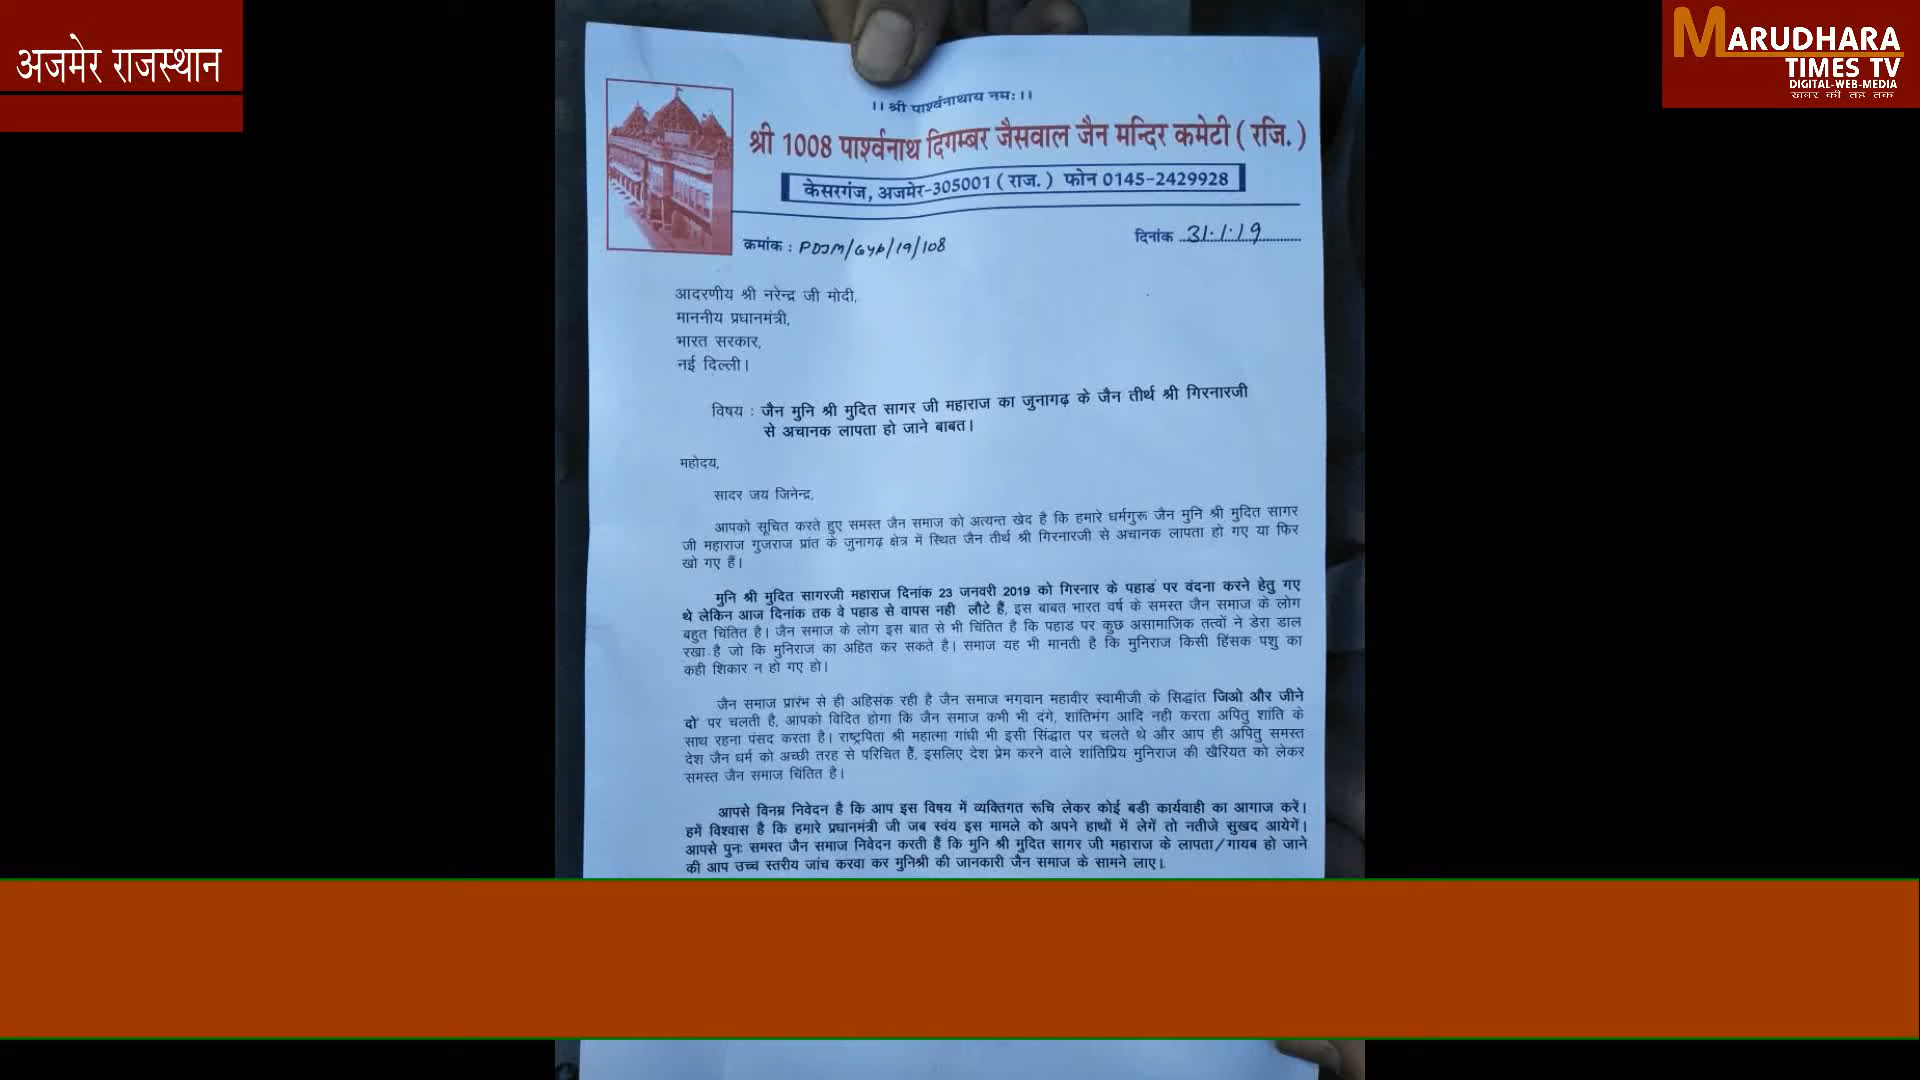 अजमेर राजस्थान
MARUDHARA
TIMES TV
DIGITAL-WEB-MEDIA
खबर की तह तक
।। श्री पार्श्वनाथाय नमः।।
श्री 1008 पार्श्वनाथ दिगम्बर जैसवाल जैन मन्दिर कमेटी ( रजि. )
केसरगंज, अजमेर-305001 ( राज. ) फोन 0145-2429928
क्रमांक : PDJM/Gyp/19/108
दिनांक 31.1.19
आदरणीय श्री नरेन्द्र जी मोदी,
माननीय प्रधानमंत्री,
भारत सरकार,
नई दिल्ली।
विषय : जैन मुनि श्री मुदित सागर जी महाराज का जुनागढ़ के जैन तीर्थ श्री गिरनारजी
से अचानक लापता हो जाने बाबत।
महोदय,
सादर जय जिनेन्द्र,
आपको सूचित करते हुए समस्त जैन समाज को अत्यन्त खेद है कि हमारे धर्मगुरू जैन मुनि श्री मुदित सागर
जी महाराज गुजराज प्रांत के जुनागढ़ क्षेत्र में स्थित जैन तीर्थ श्री गिरनारजी से अचानक लापता हो गए या फिर
खो गए हैं।
मुनि श्री मुदित सागरजी महाराज दिनांक 23 जनवरी 2019 को गिरनार के पहाड पर वंदना करने हेतु गए
थे लेकिन आज दिनांक तक वे पहाड से वापस नही लौटे हैं, इस बाबत भारत वर्ष के समस्त जैन समाज के लोग
बहुत चिंतित है। जैन समाज के लोग इस बात से भी चिंतित है कि पहाड पर कुछ असामाजिक तत्वों ने डेरा डाल
रखा है जो कि मुनिराज का अहित कर सकते है। समाज यह भी मानती है कि मुनिराज किसी हिंसक पशु का
कही शिकार न हो गए हो।
जैन समाज प्रारंभ से ही अहिसंक रही है जैन समाज भगवान महावीर स्वामीजी के सिद्धांत जिओ और जीने
दो पर चलती है, आपको विदित होगा कि जैन समाज कभी भी दंगे, शांतिभंग आदि नही करता अपितु शांति के
साथ रहना पंसद करता है। राष्ट्रपिता श्री महात्मा गांधी भी इसी सिंद्धात पर चलते थे और आप ही अपितु समस्त
देश जैन धर्म को अच्छी तरह से परिचित हैं, इसलिए देश प्रेम करने वाले शांतिप्रिय मुनिराज की खैरियत को लेकर
समस्त जैन समाज चिंतित है।
आपसे विनम्र निवेदन है कि आप इस विषय में व्यक्तिगत रूचि लेकर कोई बडी कार्यवाही का आगाज करें।
हमें विश्वास है कि हमारे प्रधानमंत्री जी जब स्वंय इस मामले को अपने हाथों में लेगें तो नतीजे सुखद आयेगें।
आपसे पुनः समस्त जैन समाज निवेदन करती हैं कि मुनि श्री मुदित सागर जी महाराज के लापता/गायब हो जाने
की आप उच्च स्तरीय जांच करवा कर मुनिश्री की जानकारी जैन समाज के सामने लाए।